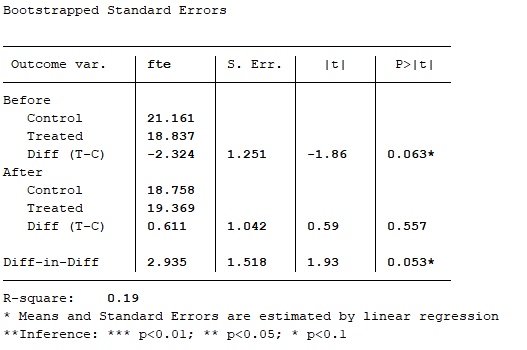 Bootstrapped Standard Errors
Outcome var. fte S. Err. |t| P>|t|
Before
Control 21.161
Treated 18.837
Diff (T-C) -2.324 1.251 -1.86 0.063*
After
Control 18.758
Treated 19.369
Diff (T-C) 0.611 1.042 0.59 0.557
Diff-in-Diff 2.935 1.518 1.93 0.053*
R-square: 0.19
* Means and Standard Errors are estimated by linear regression
**Inference: *** p<0.01; ** p<0.05; * p<0.1